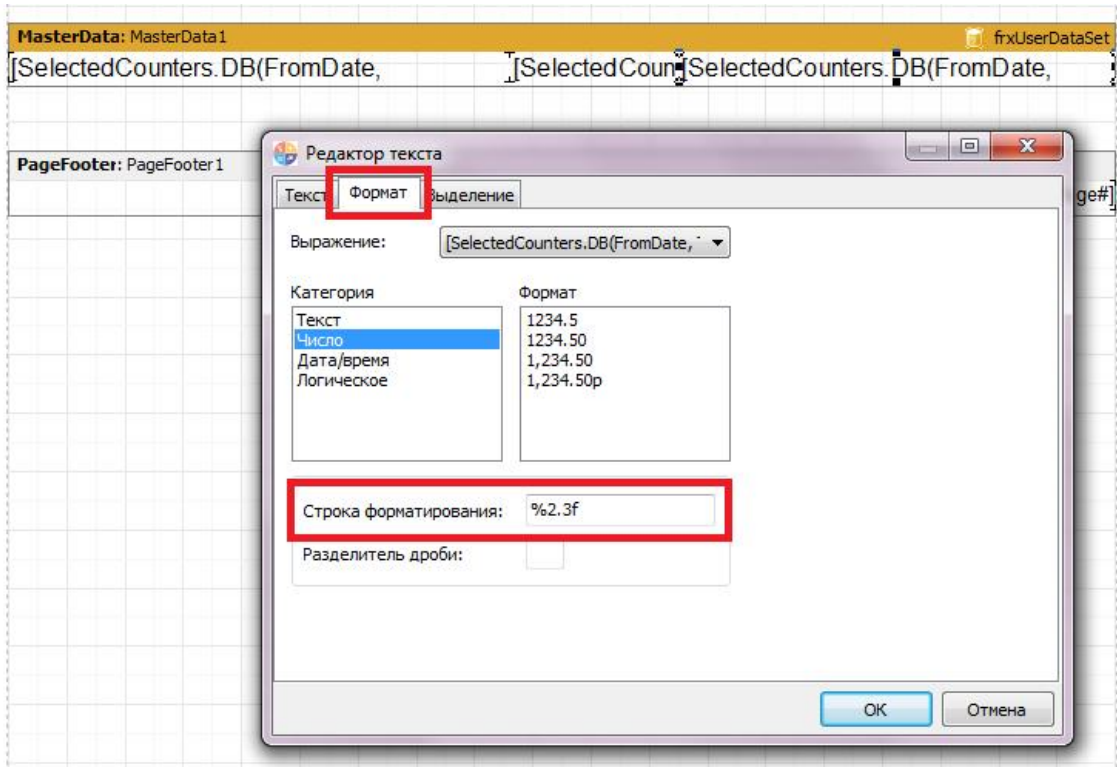 MasterData: MasterData1 frxUserDataSet
[SelectedCounters.DB(FromDate, [SelectedCoun [SelectedCounters.DB(FromDate,
PageFooter: PageFooter1
Редактор текста
ge#]
Текст Формат Выделение
Выражение: [SelectedCounters.DB(FromDate,
Категория Формат
Текст 1234.5
Число 1234.50
Дата/время 1,234.50
Логическое 1,234.50р
Строка форматирования: %2.3f
Разделитель дроби:
OK Отмена